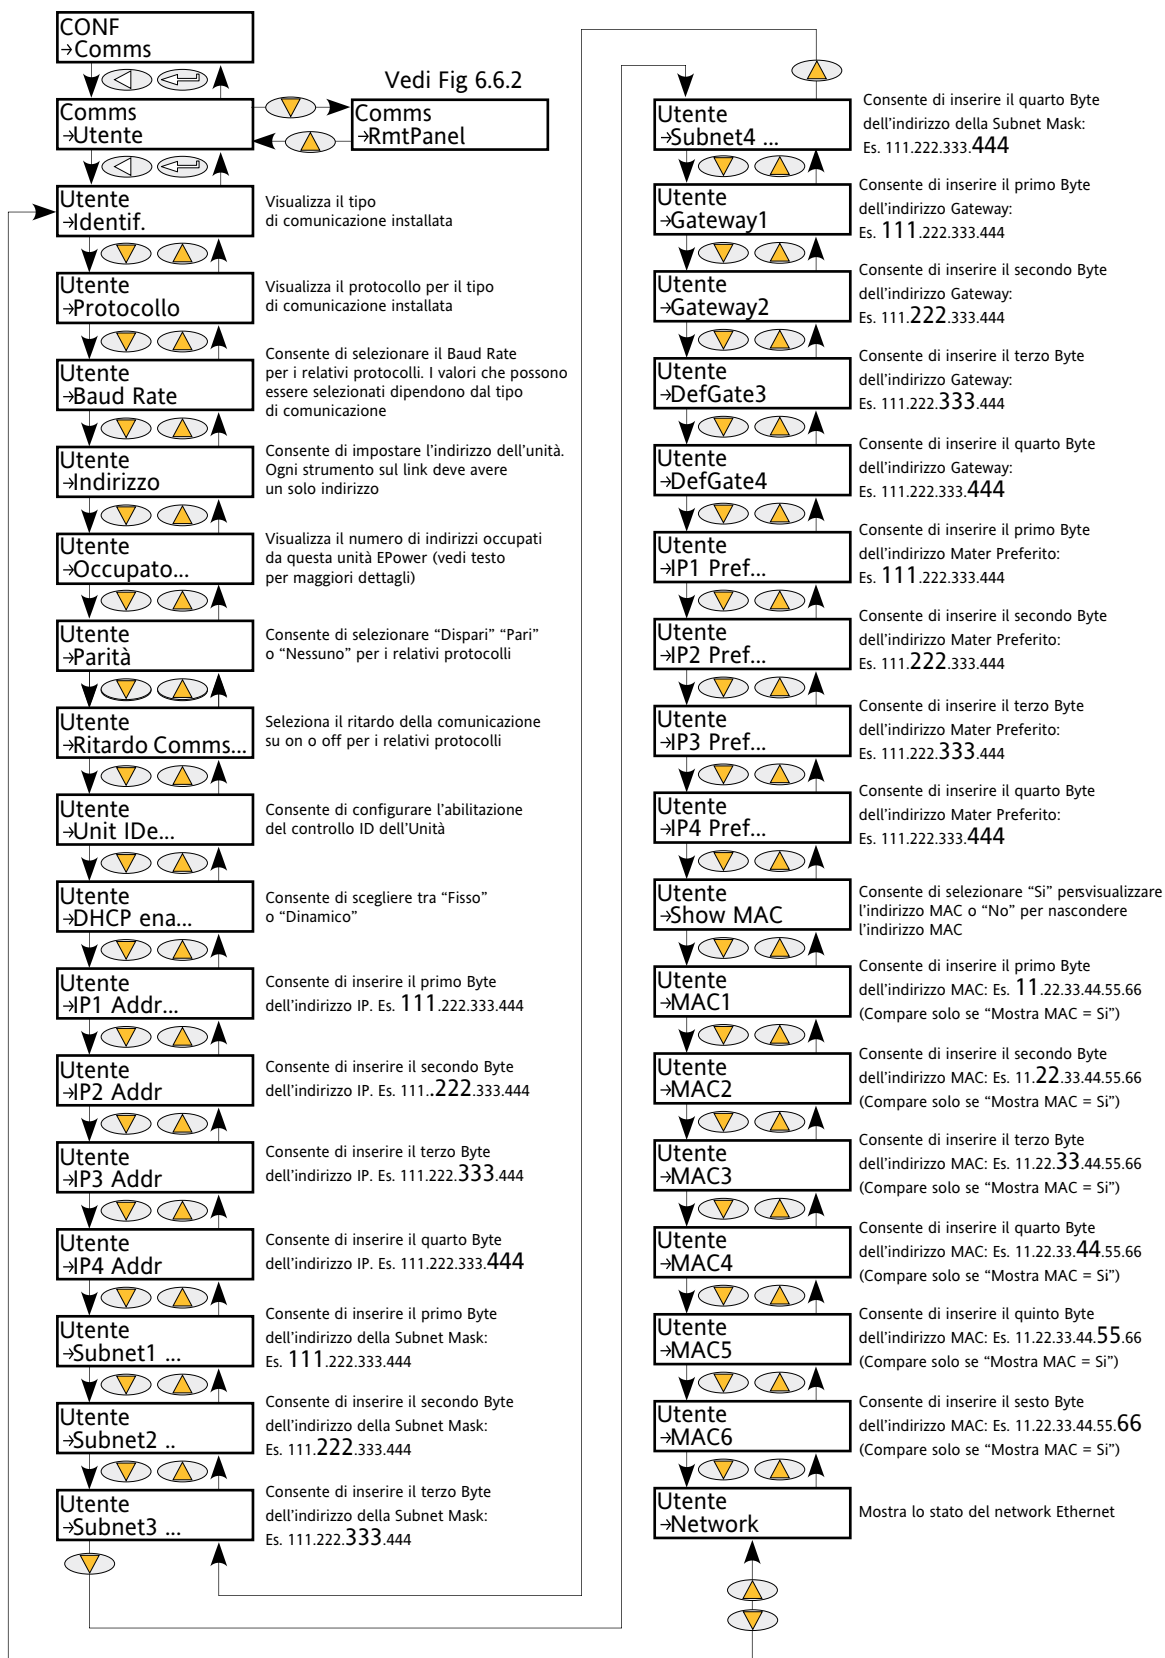 CONF
→Comms
Vedi Fig 6.6.2
Comms
→Utente
Comms
→RmtPanel
Utente
→Identif.
Visualizza il tipo
di comunicazione installata
Utente
→Protocollo
Visualizza il protocollo per il tipo
di comunicazione installata
Utente
→Baud Rate
Consente di selezionare il Baud Rate
per i relativi protocolli. I valori che possono
essere selezionati dipendono dal tipo
di comunicazione
Utente
→Indirizzo
Consente di impostare l'indirizzo dell'unità.
Ogni strumento sul link deve avere
un solo indirizzo
Utente
→Occupato...
Visualizza il numero di indirizzi occupati
da questa unità EPower (vedi testo
per maggiori dettagli)
Utente
→Parità
Consente di selezionare “Dispari” “Pari”
o “Nessuno” per i relativi protocolli
Utente
→Ritardo Comms...
Seleziona il ritardo della comunicazione
su on o off per i relativi protocolli
Utente
→Unit IDe...
Consente di configurare l'abilitazione
del controllo ID dell'Unità
Utente
→DHCP ena...
Consente di scegliere tra “Fisso”
o “Dinamico”
Utente
→IP1 Addr...
Consente di inserire il primo Byte
dell'indirizzo IP. Es. 111.222.333.444
Utente
→IP2 Addr
Consente di inserire il secondo Byte
dell'indirizzo IP. Es. 111..222.333.444
Utente
→IP3 Addr
Consente di inserire il terzo Byte
dell'indirizzo IP. Es. 111.222.333.444
Utente
→IP4 Addr
Consente di inserire il quarto Byte
dell'indirizzo IP. Es. 111.222.333.444
Utente
→Subnet1 ...
Consente di inserire il primo Byte
dell'indirizzo della Subnet Mask:
Es. 111.222.333.444
Utente
→Subnet2 ..
Consente di inserire il secondo Byte
dell'indirizzo della Subnet Mask:
Es. 111.222.333.444
Utente
→Subnet3 ...
Consente di inserire il terzo Byte
dell'indirizzo della Subnet Mask:
Es. 111.222.333.444
Utente
→Subnet4 ...
Consente di inserire il quarto Byte
dell'indirizzo della Subnet Mask:
Es. 111.222.333.444
Utente
→Gateway1
Consente di inserire il primo Byte
dell'indirizzo Gateway:
Es. 111.222.333.444
Utente
→Gateway2
Consente di inserire il secondo Byte
dell'indirizzo Gateway:
Es. 111.222.333.444
Utente
→DefGate3
Consente di inserire il terzo Byte
dell'indirizzo Gateway:
Es. 111.222.333.444
Utente
→DefGate4
Consente di inserire il quarto Byte
dell'indirizzo Gateway:
Es. 111.222.333.444
Utente
→IP1 Pref...
Consente di inserire il primo Byte
dell'indirizzo Mater Preferito:
Es. 111.222.333.444
Utente
→IP2 Pref...
Consente di inserire il secondo Byte
dell'indirizzo Mater Preferito:
Es. 111.222.333.444
Utente
→IP3 Pref...
Consente di inserire il terzo Byte
dell'indirizzo Mater Preferito:
Es. 111.222.333.444
Utente
→IP4 Pref...
Consente di inserire il quarto Byte
dell'indirizzo Mater Preferito:
Es. 111.222.333.444
Utente
→Show MAC
Consente di selezionare “Si” persvisualizzare
l'indirizzo MAC o “No” per nascondere
l'indirizzo MAC
Utente
→MAC1
Consente di inserire il primo Byte
dell'indirizzo MAC: Es. 11.22.33.44.55.66
(Compare solo se “Mostra MAC = Si”)
Utente
→MAC2
Consente di inserire il secondo Byte
dell'indirizzo MAC: Es. 11.22.33.44.55.66
(Compare solo se “Mostra MAC = Si”)
Utente
→MAC3
Consente di inserire il terzo Byte
dell'indirizzo MAC: Es. 11.22.33.44.55.66
(Compare solo se “Mostra MAC = Si”)
Utente
→MAC4
Consente di inserire il quarto Byte
dell'indirizzo MAC: Es. 11.22.33.44.55.66
(Compare solo se “Mostra MAC = Si”)
Utente
→MAC5
Consente di inserire il quinto Byte
dell'indirizzo MAC: Es. 11.22.33.44.55.66
(Compare solo se “Mostra MAC = Si”)
Utente
→MAC6
Consente di inserire il sesto Byte
dell'indirizzo MAC: Es. 11.22.33.44.55.66
(Compare solo se “Mostra MAC = Si”)
Utente
→Network
Mostra lo stato del network Ethernet